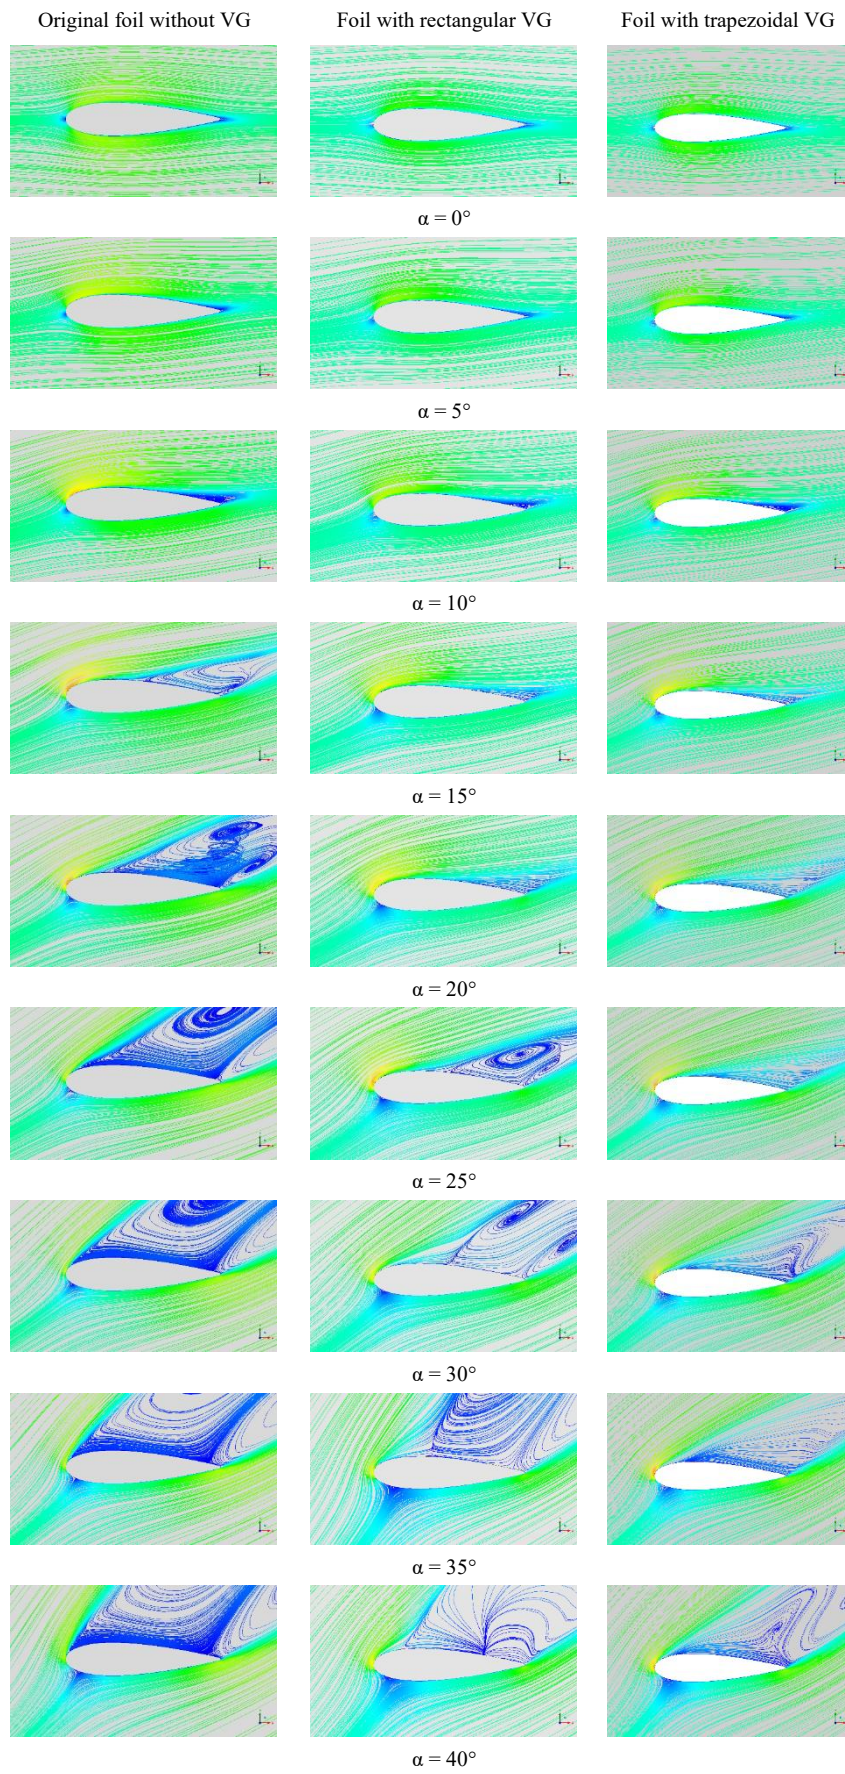 Original foil without VG Foil with rectangular VG Foil with trapezoidal VG
α = 0°
α = 5°
α = 10°
α = 15°
α = 20°
α = 25°
α = 30°
α = 35°
α = 40°